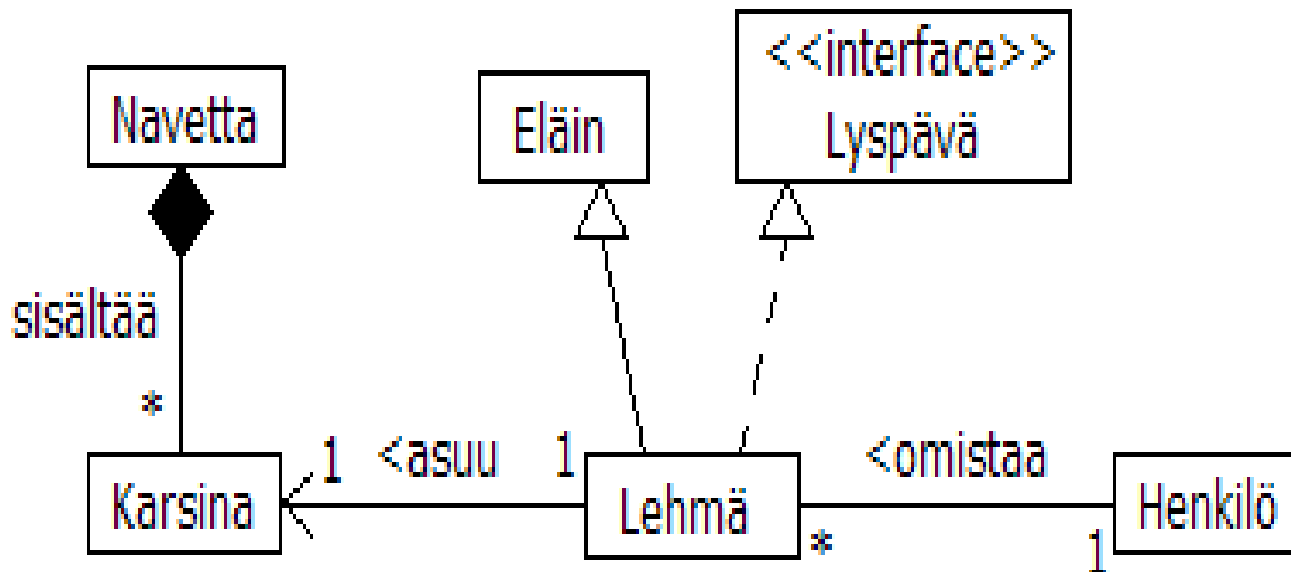 Navetta
Eläin
<<interface>>
Lyspävä
sisältää
*
Karsina
1
<asuu
1
Lehmä
*
<omistaa
1
Henkilö